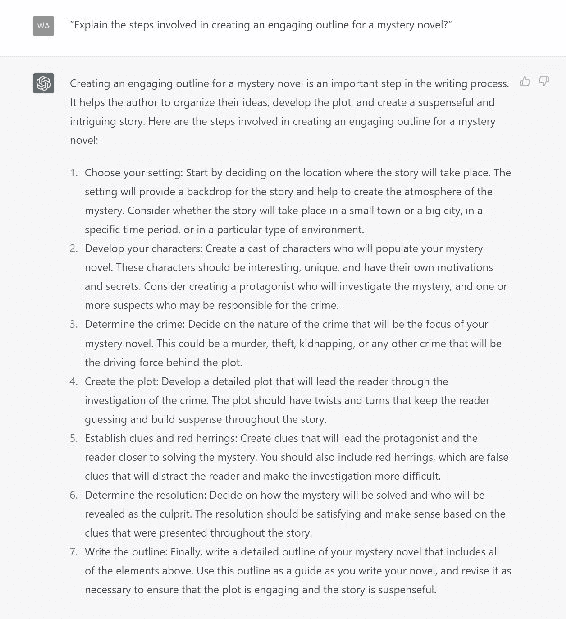 WA
"Explain the steps involved in creating an engaging outline for a mystery novel?"
Creating an engaging outline for a mystery novel is an important step in the writing process.
It helps the author to organize their ideas, develop the plot, and create a suspenseful and
intriguing story. Here are the steps involved in creating an engaging outline for a mystery
novel:
1. Choose your setting: Start by deciding on the location where the story will take place. The
setting will provide a backdrop for the story and help to create the atmosphere of the
mystery. Consider whether the story will take place in a small town or a big city, in a
specific time period, or in a particular type of environment.
2. Develop your characters: Create a cast of characters who will populate your mystery
novel. These characters should be interesting, unique, and have their own motivations
and secrets. Consider creating a protagonist who will investigate the mystery, and one or
more suspects who may be responsible for the crime.
3. Determine the crime: Decide on the nature of the crime that will be the focus of your
mystery novel. This could be a murder, theft, kidnapping, or any other crime that will be
the driving force behind the plot.
4. Create the plot: Develop a detailed plot that will lead the reader through the
investigation of the crime. The plot should have twists and turns that keep the reader
guessing and build suspense throughout the story.
5. Establish clues and red herrings: Create clues that will lead the protagonist and the
reader closer to solving the mystery. You should also include red herrings, which are false
clues that will distract the reader and make the investigation more difficult.
6. Determine the resolution: Decide on how the mystery will be solved and who will be
revealed as the culprit. The resolution should be satisfying and make sense based on the
clues that were presented throughout the story.
7. Write the outline: Finally, write a detailed outline of your mystery novel that includes all
of the elements above. Use this outline as a guide as you write your novel, and revise it as
necessary to ensure that the plot is engaging and the story is suspenseful.